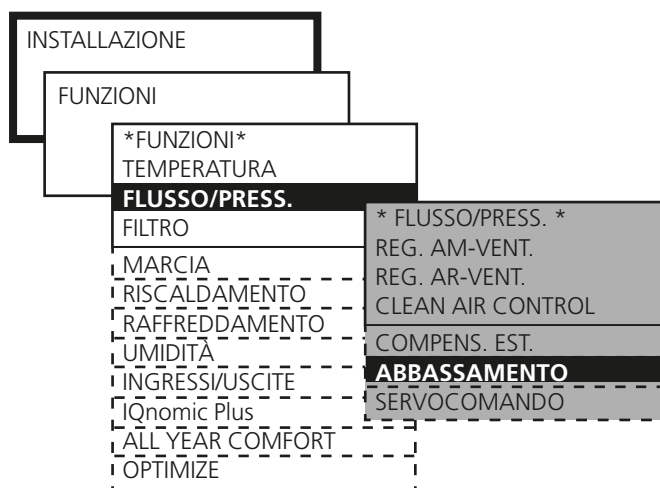 INSTALLAZIONE
FUNZIONI
*FUNZIONI*
TEMPERATURA
FLUSSO/PRESS.
FILTRO
MARCIA
RISCALDAMENTO
RAFFREDDAMENTO
UMIDITÀ
INGRESSI/USCITE
IQnomic Plus
ALL YEAR COMFORT
OPTIMIZE
* FLUSSO/PRESS. *
REG. AM-VENT.
REG. AR-VENT.
CLEAN AIR CONTROL
COMPENS. EST.
ABBASSAMENTO
SERVOCOMANDO